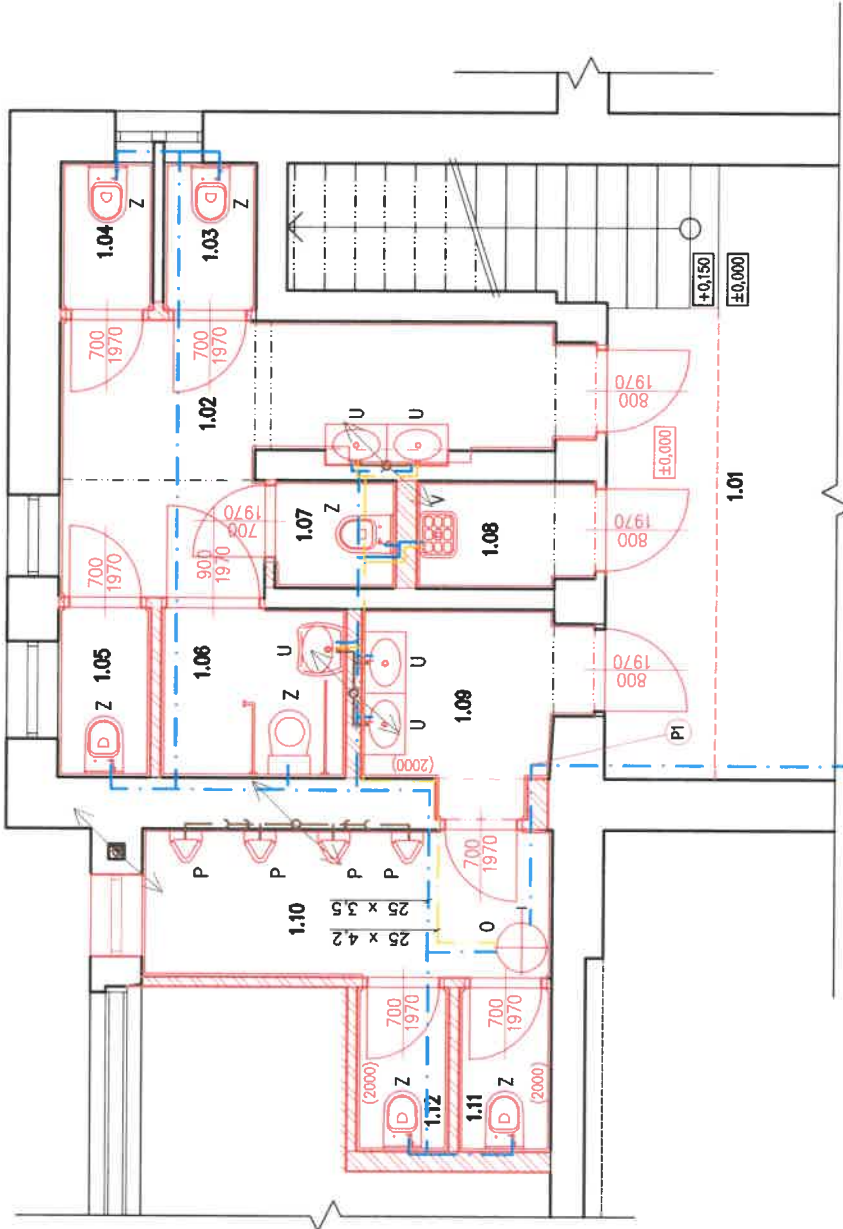 1.04
Z
1.03
Z
700
1970
700
1970
1.02
+0,150
±0,000
U
U
800
1970
±0,000
1.01
V
1.07
Z
700
1970
1.08
800
1970
700
1970
900
1970
1.05
Z
1.06
U
Z
U
U
1.09
800
1970
(2000)
P1
P
P
P
P
1.10
25 x 3,5
25 x 4,2
700
1970
O
700
1970
700
1970
(2000)
Z
1.12
1.11
Z
(2000)